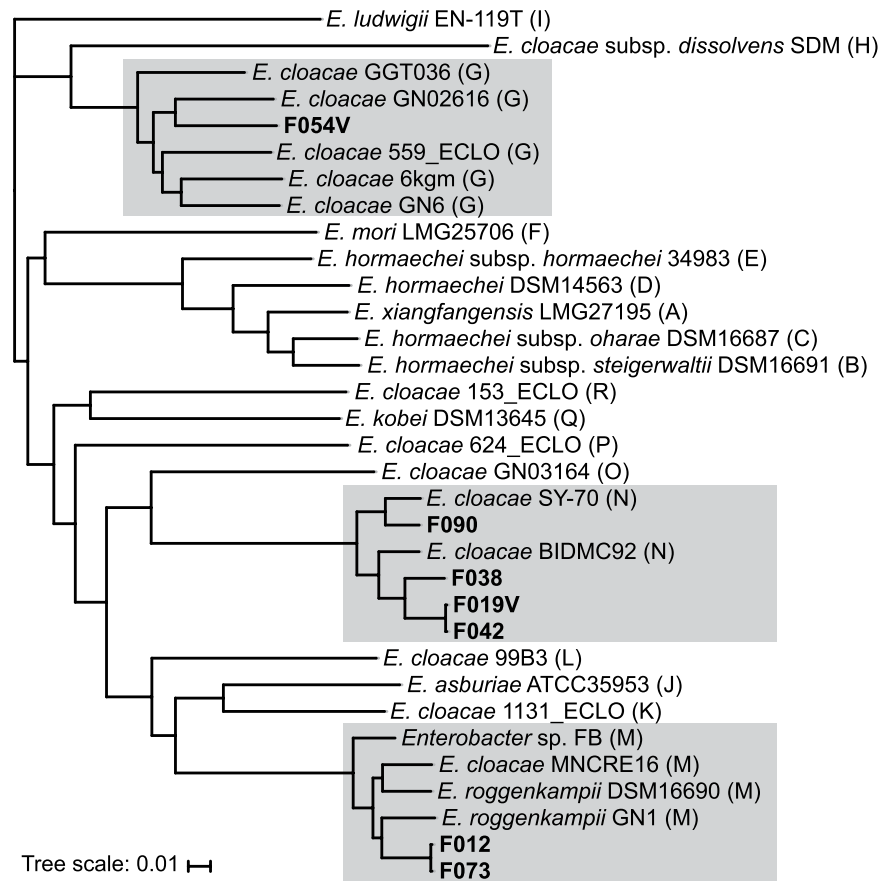 E. ludwigii EN-119T (I)
E. cloacae subsp. dissolvens SDM (H)
E. cloacae GGT036 (G)
E. cloacae GN02616 (G)
F054V
E. cloacae 559_ECLO (G)
E. cloacae 6kgm (G)
E. cloacae GN6 (G)
E. mori LMG25706 (F)
E. hormaechei subsp. hormaechei 34983 (E)
E. hormaechei DSM14563 (D)
E. xiangfangensis LMG27195 (A)
E. hormaechei subsp. oharae DSM16687 (C)
E. hormaechei subsp. steigerwaltii DSM16691 (B)
E. cloacae 153_ECLO (R)
E. kobei DSM13645 (Q)
E. cloacae 624_ECLO (P)
E. cloacae GN03164 (O)
E. cloacae SY-70 (N)
F090
E. cloacae BIDMC92 (N)
F038
F019V
F042
E. cloacae 99B3 (L)
E. asburiae ATCC35953 (J)
E. cloacae 1131_ECLO (K)
Enterobacter sp. FB (M)
E. cloacae MNCRE16 (M)
E. roggenkampii DSM16690 (M)
E. roggenkampii GN1 (M)
F012
F073
Tree scale: 0.01